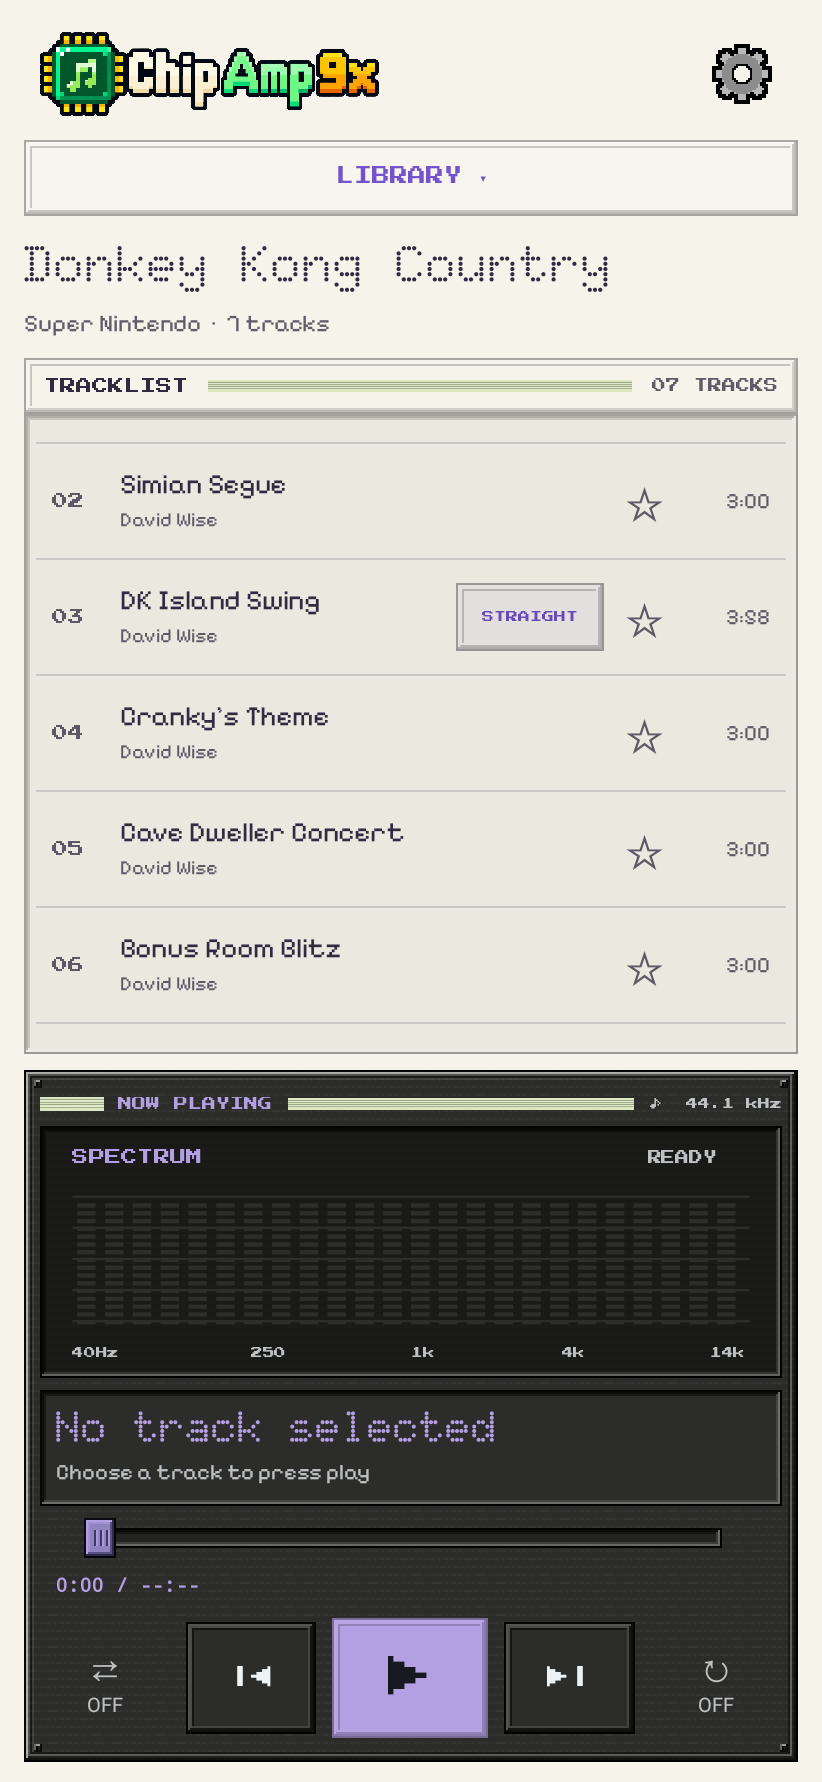 ChipAmp9x
LIBRARY ▾
Donkey Kong Country
Super Nintendo · 7 tracks
TRACKLIST 07 TRACKS
02 Simian Segue 3:00
David Wise
03 DK Island Swing STRAIGHT 3:58
David Wise
04 Cranky's Theme 3:00
David Wise
05 Cave Dweller Concert 3:00
David Wise
06 Bonus Room Blitz 3:00
David Wise
NOW PLAYING ♪ 44.1 kHz
SPECTRUM READY
40Hz 250 1k 4k 14k
No track selected
Choose a track to press play
0:00 / --:--
OFF OFF